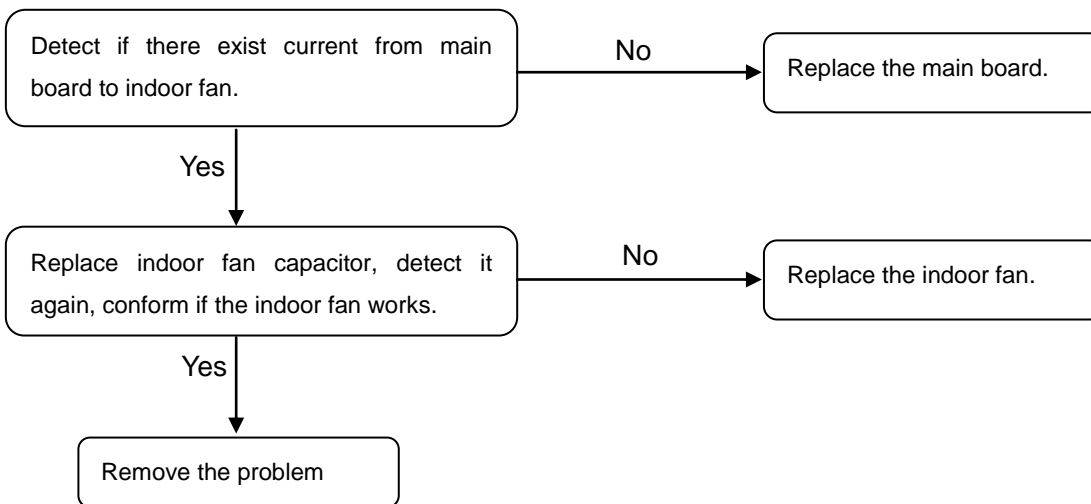 Detect if there exist current from main
board to indoor fan.
No
Replace the main board.
Yes
Replace indoor fan capacitor, detect it
again, conform if the indoor fan works.
No
Replace the indoor fan.
Yes
Remove the problem